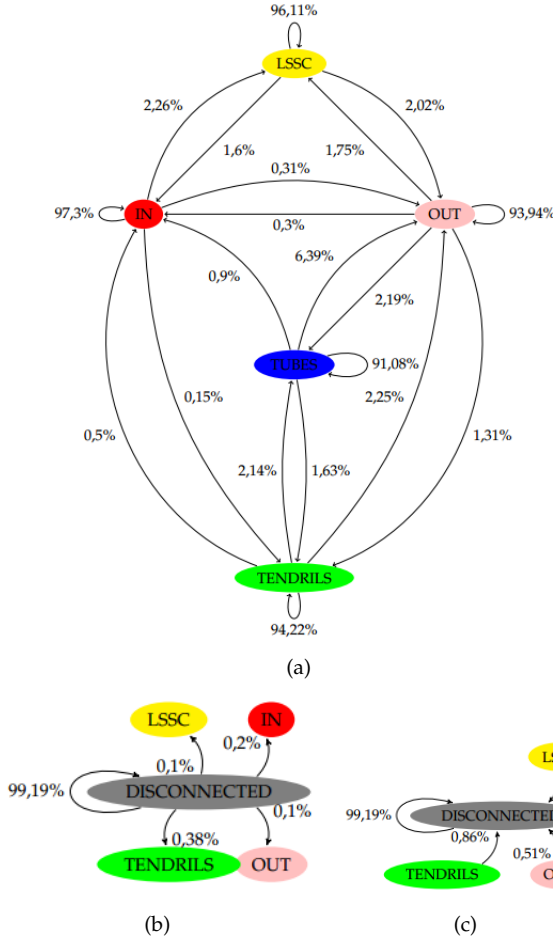 96,11%
LSSC
2,26%
2,02%
1,6%
1,75%
0,31%
97,3%
IN
OUT
93,94%
0,3%
0,9%
6,39%
2,19%
TUBES
91,08%
0,15%
2,25%
0,5%
1,31%
2,14%
1,63%
TENDRILS
94,22%
(a)
LSSC
IN
0,2%
0,1%
99,19%
DISCONNECTED
0,1%
0,38%
TENDRILS
OUT
(b)
LS
99,19%
DISCONNECTED
0,86%
0,51%
TENDRILS
O
(c)